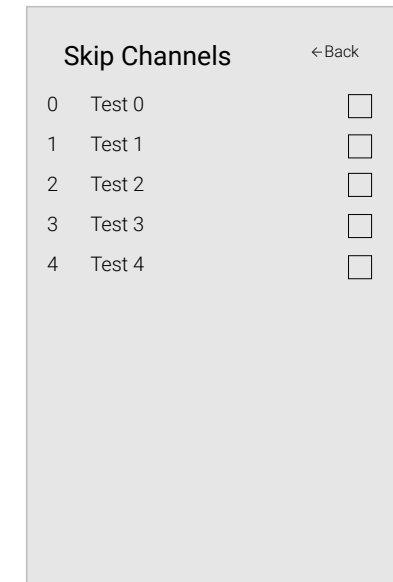 Skip Channels ←Back
0 Test 0
1 Test 1
2 Test 2
3 Test 3
4 Test 4